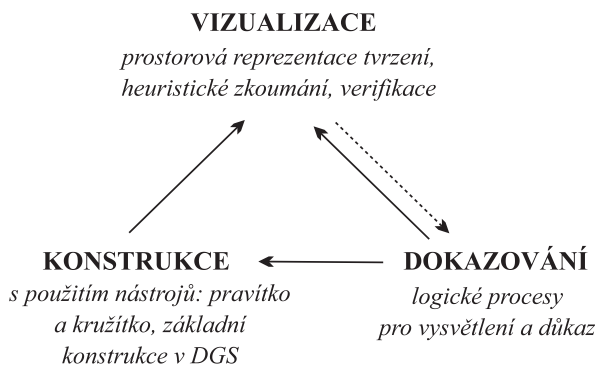 VIZUALIZACE
prostorová reprezentace tvrzení,
heuristické zkoumání, verifikace
KONSTRUKCE
s použitím nástrojů: pravítko
a kružítko, základní
konstrukce v DGS
DOKAZOVÁNÍ
logické procesy
pro vysvětlení a důkaz